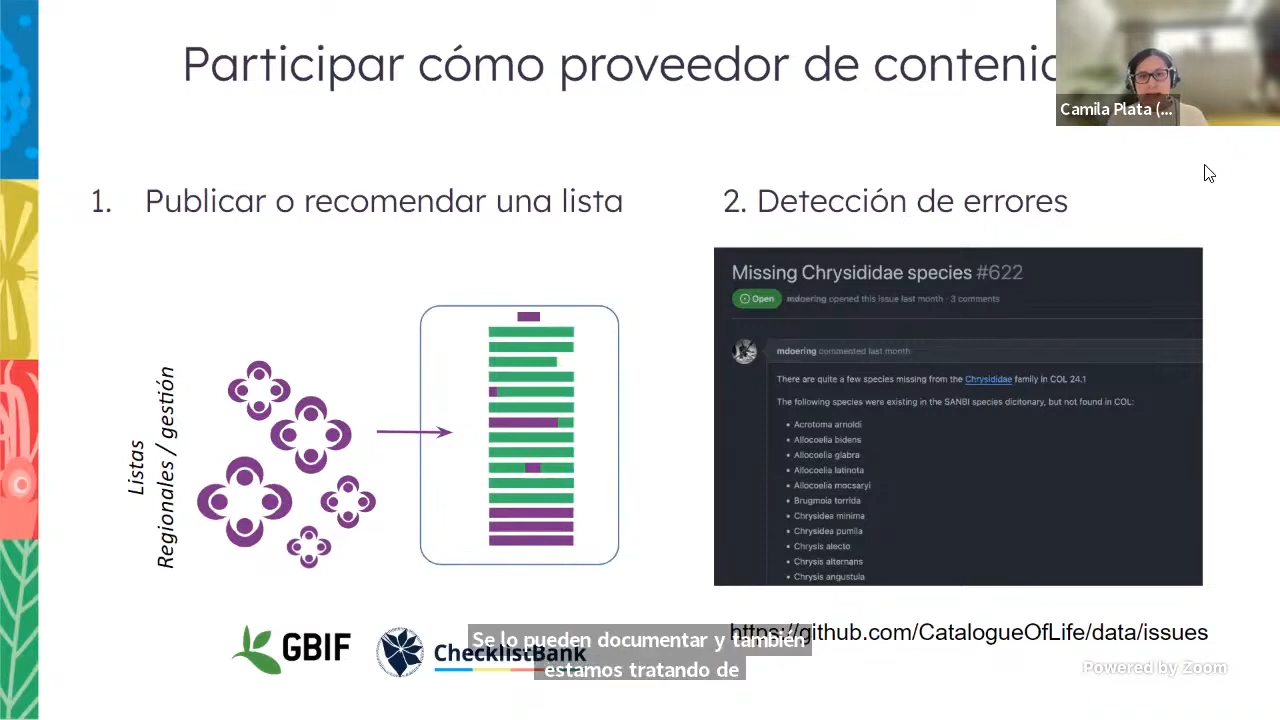 Participar cómo proveedor de contenic
Camila Plata (...
1. Publicar o recomendar una lista
2. Detección de errores
Listas
Regionales / gestión
Missing Chrysididae species #622
Open mdoering opened this issue last month · 3 comments
mdoering commented last month
There are quite a few species missing from the Chrysididae family in COL 24.1
The following species were existing in the SANBI species dicitonary, but not found in COL:
• Acrotoma arnoldi
• Allocoelia bidens
• Allocoelia glabra
• Allocoelia latinota
• Allocoelia mocsaryi
• Brugmoia torrida
• Chrysidea minima
• Chrysidea pumila
• Chrysis alecto
• Chrysis alternans
• Chrysis angustula
https://github.com/CatalogueOfLife/data/issues
GBIF
ChecklistBank
Se lo pueden documentar y también
estamos tratando de
Powered by Zoom